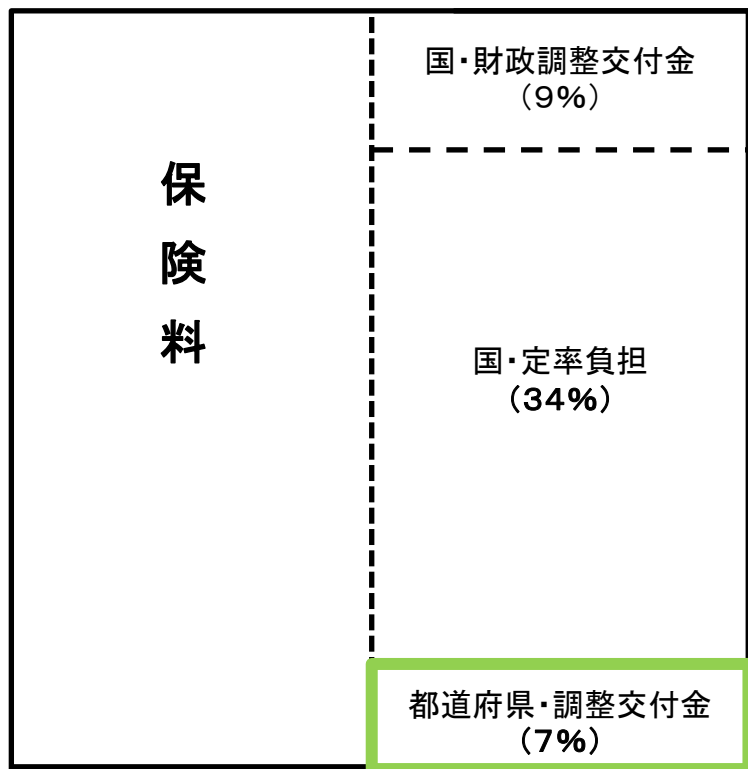 保
険
料
国・財政調整交付金
(9%)
国・定率負担
(34%)
都道府県・調整交付金
(7%)